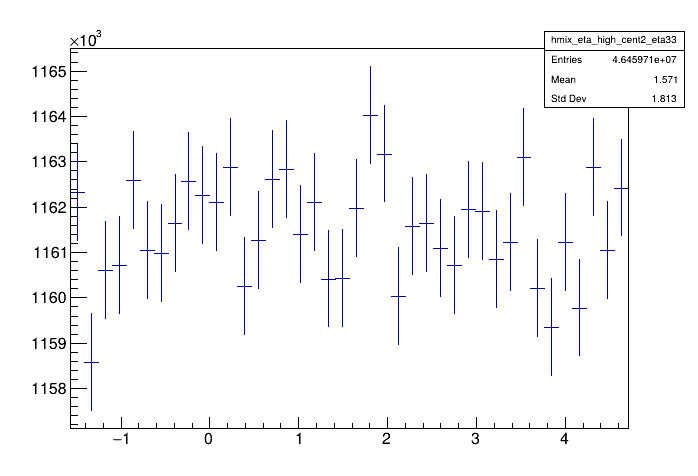 ×10³
hmix_eta_high_cent2_eta33
Entries 4.645971e+07
Mean 1.571
Std Dev 1.813
1165
1164
1163
1162
1161
1160
1159
1158
−1 0 1 2 3 4